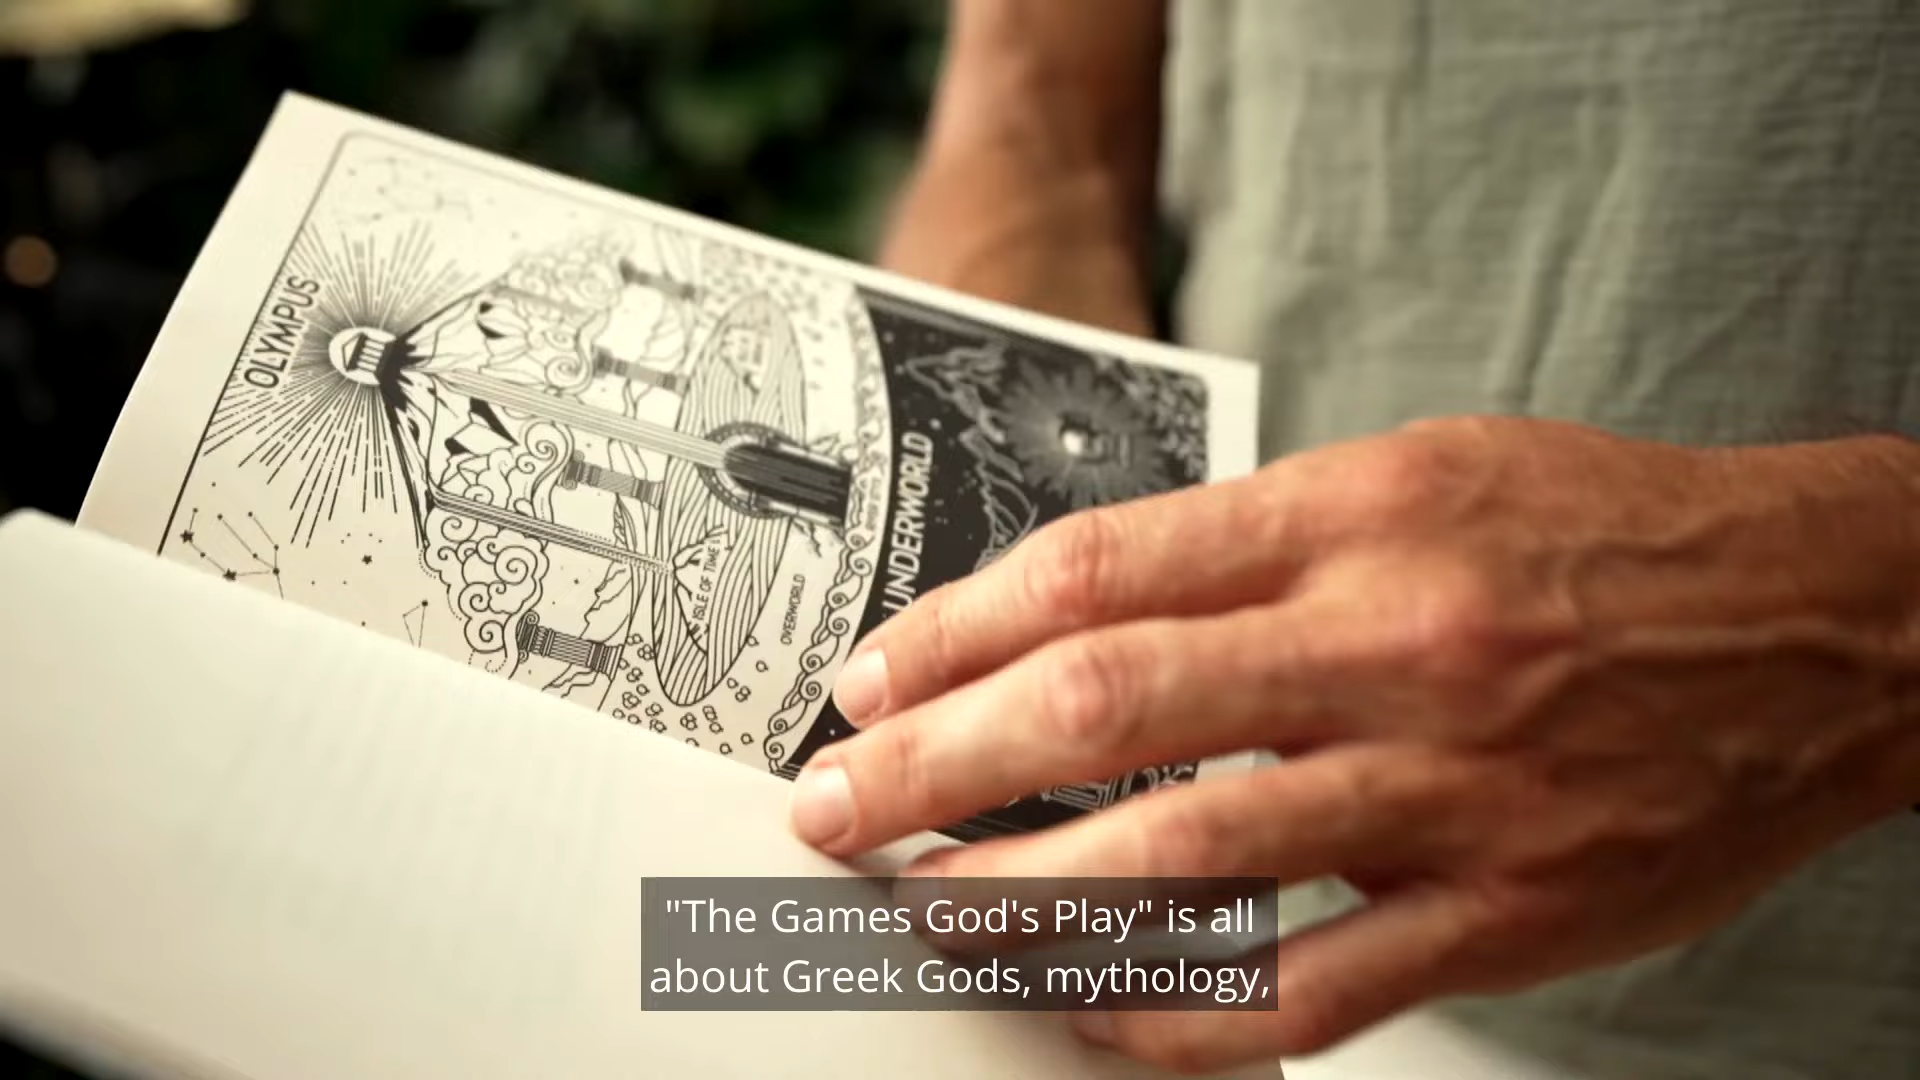 OLYMPUS
UNDERWORLD
ISLE OF TIME
OVERWORLD
"The Games God's Play" is all
about Greek Gods, mythology,